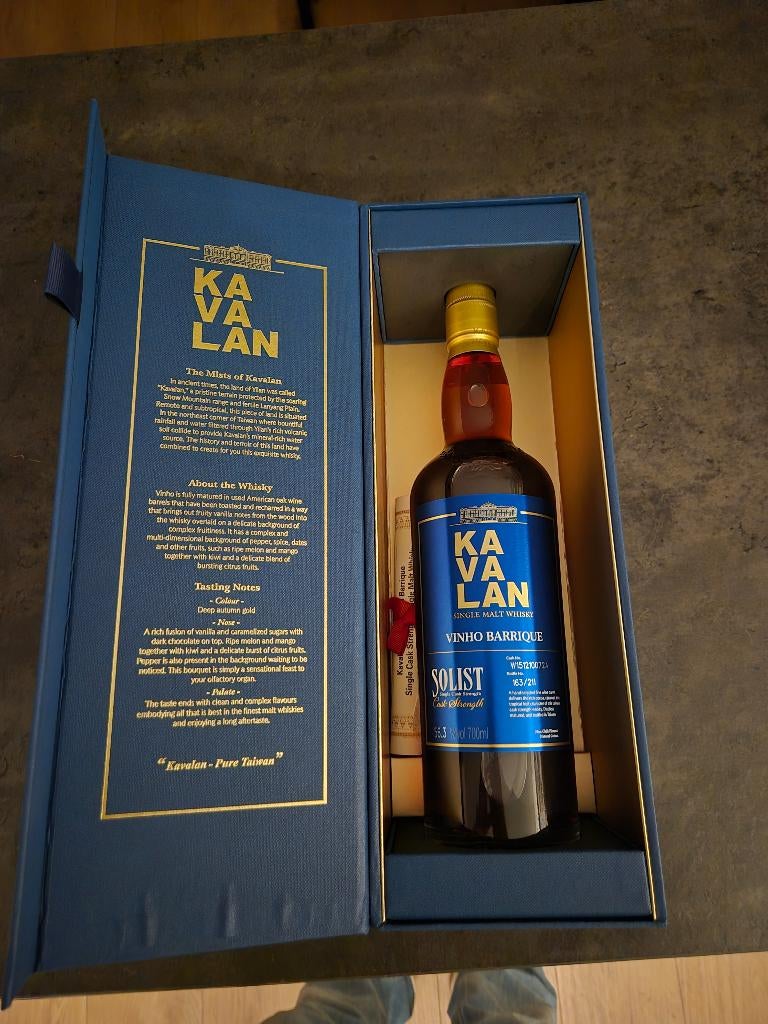 KA
VA
LAN
The Mists of Kavalan
In ancient times, the land of Yilan was called
"Kavalan," a pristine terrain protected by the soaring
Snow Mountain range and fertile Lanyang Plain.
Remote and subtropical, this piece of land is situated
in the northeast corner of Taiwan where bountiful
rainfall and water filtered through Yilan's rich volcanic
soil collide to provide Kavalan's mineral-rich water
source. The history and terroir of this land have
combined to create for you this exquisite whisky.
About the Whisky
Vinho is fully matured in used American oak wine
barrels that have been toasted and recharred in a way
that brings out fruity vanilla notes from the wood into
the whisky overlaid on a delicate background of
complex fruitiness. It has a complex and
multi-dimensional background of pepper, spice, dates
and other fruits, such as ripe melon and mango
together with kiwi and a delicate blend of
bursting citrus fruits.
Tasting Notes
- Colour -
Deep autumn gold
- Nose -
A rich fusion of vanilla and caramelized sugars with
dark chocolate on top. Ripe melon and mango
together with kiwi and a delicate burst of citrus fruits.
Pepper is also present in the background waiting to be
noticed. This bouquet is simply a sensational feast to
your olfactory organ.
- Palate -
The taste ends with clean and complex flavours
embodying all that is best in the finest malt whiskies
and enjoying a long aftertaste.
"Kavalan - Pure Taiwan"
Barrique
Single Cask
KA
VA
LAN
SINGLE MALT WHISKY
VINHO BARRIQUE
SOLIST
Single Cask Strength
Cask Strength
56.3 %vol 700ml
Cask No.
Bottle No.
163/211